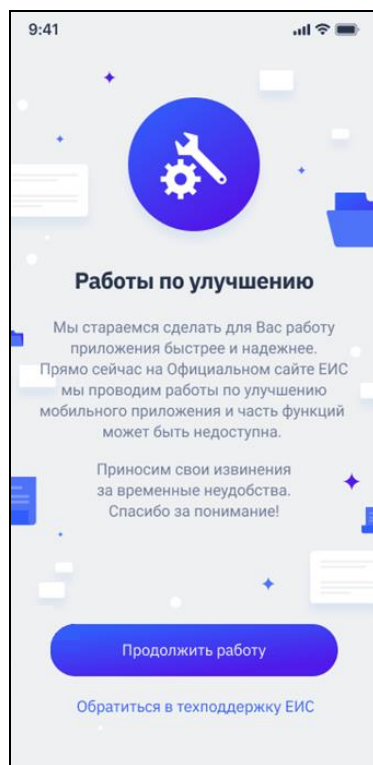 9:41
Работы по улучшению
Мы стараемся сделать для Вас работу
приложения быстрее и надежнее.
Прямо сейчас на Официальном сайте ЕИС
мы проводим работы по улучшению
мобильного приложения и часть функций
может быть недоступна.
Приносим свои извинения
за временные неудобства.
Спасибо за понимание!
Продолжить работу
Обратиться в техподдержку ЕИС